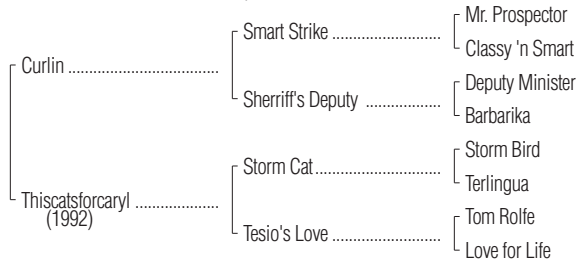 Mr. Prospector
Smart Strike ..............................
Classy 'n Smart
Curlin ..........................................
Deputy Minister
Sherriff's Deputy ....................
Barbarika
Storm Bird
Storm Cat...................................
Terlingua
Thiscatsforcaryl .......................
(1992)
Tom Rolfe
Tesio's Love ..............................
Love for Life